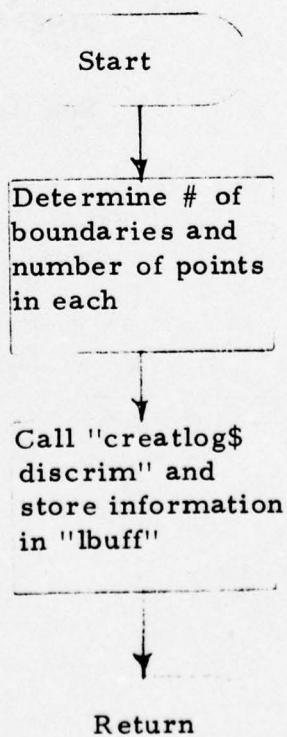 Start
Determine # of
boundaries and
number of points
in each
Call "creatlog$
discrim" and
store information
in "lbuff"
Return